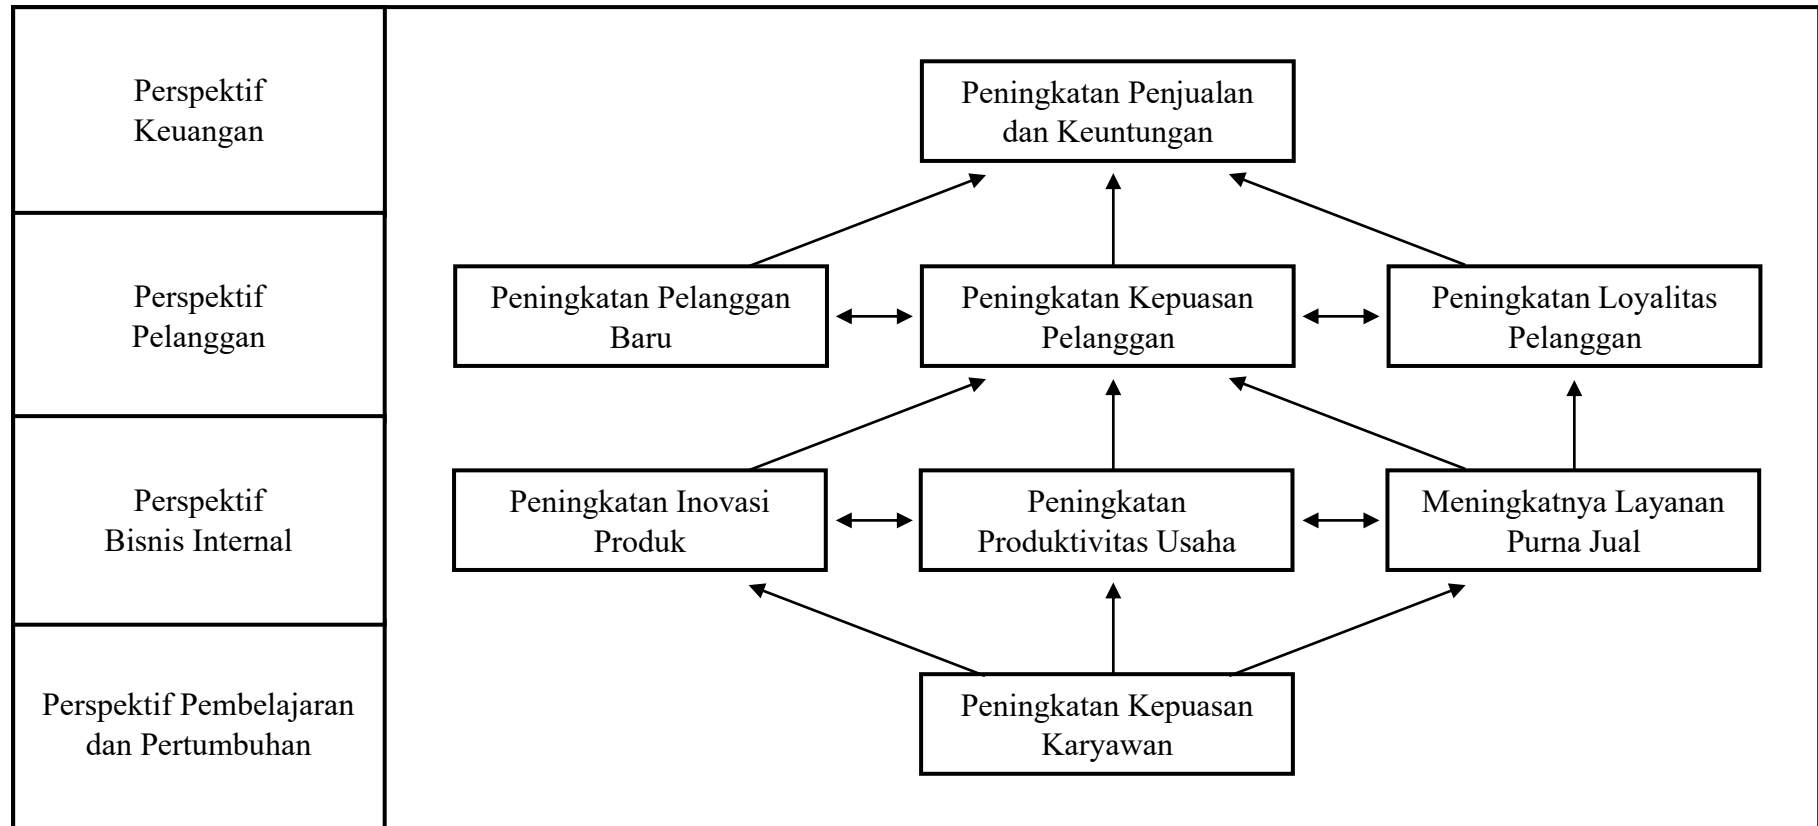 Perspektif
Keuangan
Peningkatan Penjualan
dan Keuntungan
Perspektif
Pelanggan
Peningkatan Pelanggan
Baru
Peningkatan Kepuasan
Pelanggan
Peningkatan Loyalitas
Pelanggan
Perspektif
Bisnis Internal
Peningkatan Inovasi
Produk
Peningkatan
Produktivitas Usaha
Meningkatnya Layanan
Purna Jual
Perspektif Pembelajaran
dan Pertumbuhan
Peningkatan Kepuasan
Karyawan